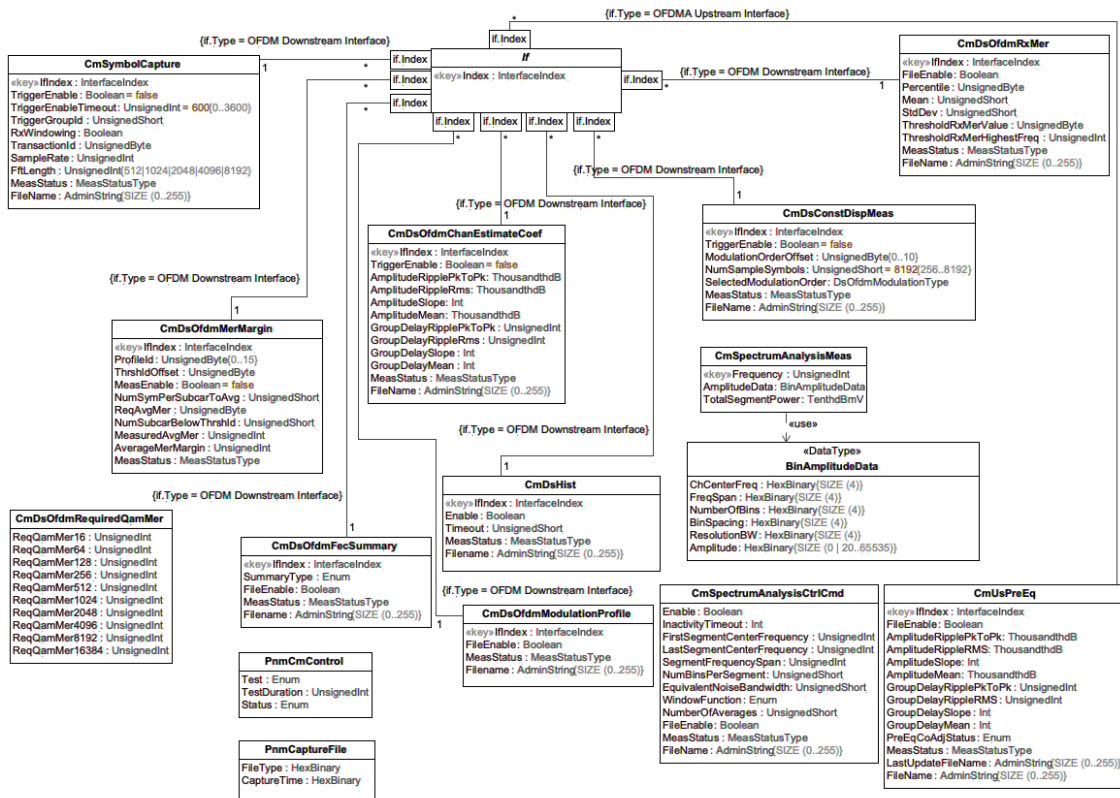 {if.Type = OFDMA Upstream Interface}
*
if.Index
{if.Type = OFDM Downstream Interface}
if.Index
1
*
If
«key»Index : InterfaceIndex
CmSymbolCapture
«key»IfIndex : InterfaceIndex
TriggerEnable : Boolean = false
TriggerEnableTimeout : UnsignedInt = 600{0..3600}
TriggerGroupId : UnsignedShort
RxWindowing : Boolean
TransactionId : UnsignedByte
SampleRate : UnsignedInt
FftLength : UnsignedInt{512|1024|2048|4096|8192}
MeasStatus : MeasStatusType
FileName : AdminString{SIZE (0..255)}
if.Index
*
if.Index
*
if.Index
*
{if.Type = OFDM Downstream Interface}
1
CmDsOfdmRxMer
«key»IfIndex : InterfaceIndex
FileEnable : Boolean
Percentile : UnsignedByte
Mean : UnsignedShort
StdDev : UnsignedShort
ThresholdRxMerValue : UnsignedByte
ThresholdRxMerHighestFreq : UnsignedInt
MeasStatus : MeasStatusType
FileName : AdminString{SIZE (0..255)}
if.Index
if.Index
if.Index
if.Index
*
*
*
*
{if.Type = OFDM Downstream Interface}
1
{if.Type = OFDM Downstream Interface}
1
CmDsConstDispMeas
«key»IfIndex : InterfaceIndex
TriggerEnable : Boolean = false
ModulationOrderOffset : UnsignedByte{0..10}
NumSampleSymbols : UnsignedShort = 8192{256..8192}
SelectedModulationOrder : DsOfdmModulationType
MeasStatus : MeasStatusType
FileName : AdminString{SIZE (0..255)}
CmDsOfdmChanEstimateCoef
«key»IfIndex : InterfaceIndex
TriggerEnable : Boolean = false
AmplitudeRipplePkToPk : ThousandthdB
AmplitudeRippleRms : ThousandthdB
AmplitudeSlope : Int
AmplitudeMean : ThousandthdB
GroupDelayRipplePkToPk : UnsignedInt
GroupDelayRippleRms : UnsignedInt
GroupDelaySlope : Int
GroupDelayMean : Int
MeasStatus : MeasStatusType
FileName : AdminString{SIZE (0..255)}
{if.Type = OFDM Downstream Interface}
1
CmDsOfdmMerMargin
«key»IfIndex : InterfaceIndex
ProfileId : UnsignedByte{0..15}
ThrshldOffset : UnsignedByte
MeasEnable : Boolean = false
NumSymPerSubcarToAvg : UnsignedShort
ReqAvgMer : UnsignedByte
NumSubcarBelowThrshld : UnsignedShort
MeasuredAvgMer : UnsignedInt
AverageMerMargin : UnsignedInt
MeasStatus : MeasStatusType
CmSpectrumAnalysisMeas
«key»Frequency : UnsignedInt
AmplitudeData : BinAmplitudeData
TotalSegmentPower : TenthdBmV
«use»
«DataType»
BinAmplitudeData
ChCenterFreq : HexBinary{SIZE (4)}
FreqSpan : HexBinary{SIZE (4)}
NumberOfBins : HexBinary{SIZE (4)}
BinSpacing : HexBinary{SIZE (4)}
ResolutionBW : HexBinary{SIZE (4)}
Amplitude : HexBinary{SIZE (0 | 20..65535)}
{if.Type = OFDM Downstream Interface}
1
CmDsHist
«key»IfIndex : InterfaceIndex
Enable : Boolean
Timeout : UnsignedShort
MeasStatus : MeasStatusType
Filename : AdminString{SIZE (0..255)}
{if.Type = OFDM Downstream Interface}
1
CmDsOfdmRequiredQamMer
ReqQamMer16 : UnsignedInt
ReqQamMer64 : UnsignedInt
ReqQamMer128 : UnsignedInt
ReqQamMer256 : UnsignedInt
ReqQamMer512 : UnsignedInt
ReqQamMer1024 : UnsignedInt
ReqQamMer2048 : UnsignedInt
ReqQamMer4096 : UnsignedInt
ReqQamMer8192 : UnsignedInt
ReqQamMer16384 : UnsignedInt
CmDsOfdmFecSummary
«key»IfIndex : InterfaceIndex
SummaryType : Enum
FileEnable : Boolean
MeasStatus : MeasStatusType
Filename : AdminString{SIZE (0..255)}
{if.Type = OFDM Downstream Interface}
1
CmDsOfdmModulationProfile
«key»IfIndex : InterfaceIndex
FileEnable : Boolean
MeasStatus : MeasStatusType
Filename : AdminString{SIZE (0..255)}
CmSpectrumAnalysisCtrlCmd
Enable : Boolean
InactivityTimeout : Int
FirstSegmentCenterFrequency : UnsignedInt
LastSegmentCenterFrequency : UnsignedInt
SegmentFrequencySpan : UnsignedInt
NumBinsPerSegment : UnsignedShort
EquivalentNoiseBandwidth : UnsignedShort
WindowFunction : Enum
NumberOfAverages : UnsignedShort
FileEnable : Boolean
MeasStatus : MeasStatusType
FileName : AdminString{SIZE (0..255)}
1
CmUsPreEq
«key»IfIndex : InterfaceIndex
FileEnable : Boolean
AmplitudeRipplePkToPk : ThousandthdB
AmplitudeRippleRMS : ThousandthdB
AmplitudeSlope : Int
AmplitudeMean : ThousandthdB
GroupDelayRipplePkToPk : UnsignedInt
GroupDelayRippleRMS : UnsignedInt
GroupDelaySlope : Int
GroupDelayMean : Int
PreEqCoAdjStatus : Enum
MeasStatus : MeasStatusType
LastUpdateFileName : AdminString{SIZE (0..255)}
FileName : AdminString{SIZE (0..255)}
PnmCmControl
Test : Enum
TestDuration : UnsignedInt
Status : Enum
PnmCaptureFile
FileType : HexBinary
CaptureTime : HexBinary